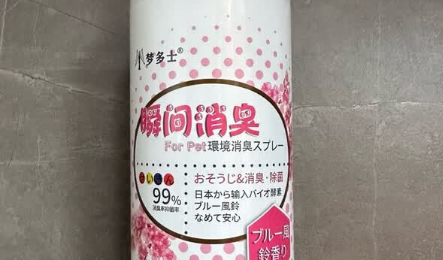 梦多士®
瞬间消臭
For Pet 環境消臭スプレー
おそうじ&消臭・除菌
99%
日本から输入バイオ酵素
ブルー風鈴
なめて安心
ブルー風
鈴香り